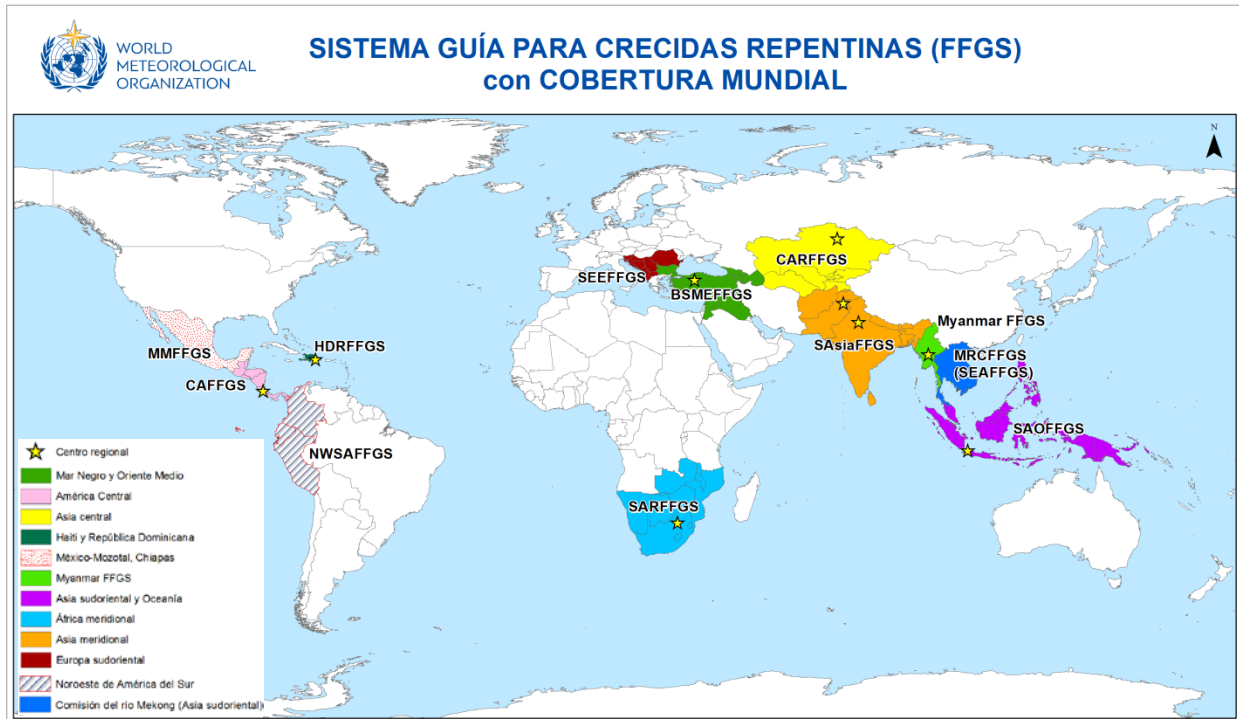 WORLD
METEOROLOGICAL
ORGANIZATION
SISTEMA GUÍA PARA CRECIDAS REPENTINAS (FFGS)
con COBERTURA MUNDIAL
N
CARFFGS
SEEFFGS
BSMEFFGS
Myanmar FFGS
SAsiaFFGS
MRCFFGS
(SEAFFGS)
HDRFFGS
MMFFGS
CAFFGS
SAOFFGS
NWSAFFGS
SARFFGS
Centro regional
Mar Negro y Oriente Medio
América Central
Asia central
Haiti y República Dominicana
México-Mozotal, Chiapas
Myanmar FFGS
Asia sudoriental y Oceanía
África meridional
Asia meridional
Europa sudoriental
Noroeste de América del Sur
Comisión del río Mekong (Asia sudoriental)